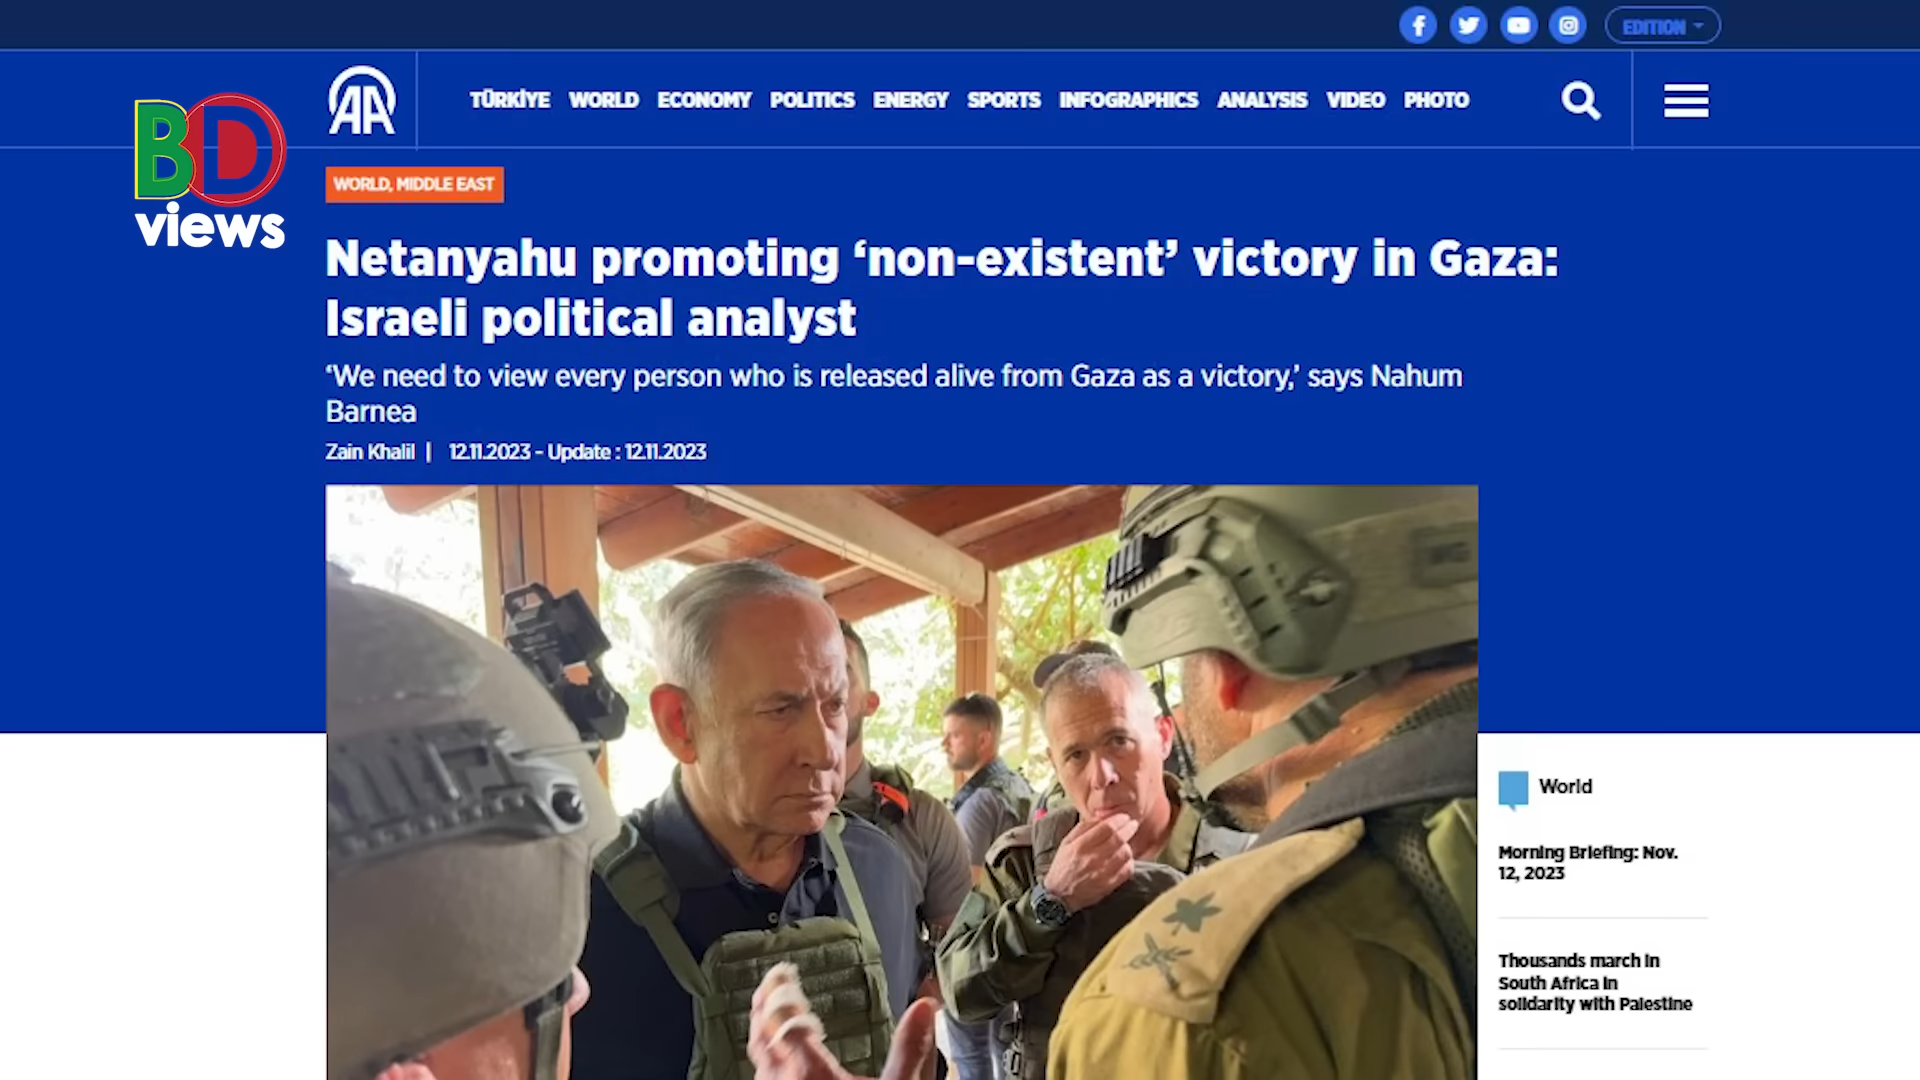 EDITION
AA
TÜRKİYE WORLD ECONOMY POLITICS ENERGY SPORTS INFOGRAPHICS ANALYSIS VIDEO PHOTO
BD
views
WORLD, MIDDLE EAST
Netanyahu promoting ‘non-existent’ victory in Gaza:
Israeli political analyst
‘We need to view every person who is released alive from Gaza as a victory,’ says Nahum
Barnea
Zain Khalil | 12.11.2023 - Update : 12.11.2023
World
Morning Briefing: Nov.
12, 2023
Thousands march in
South Africa in
solidarity with Palestine